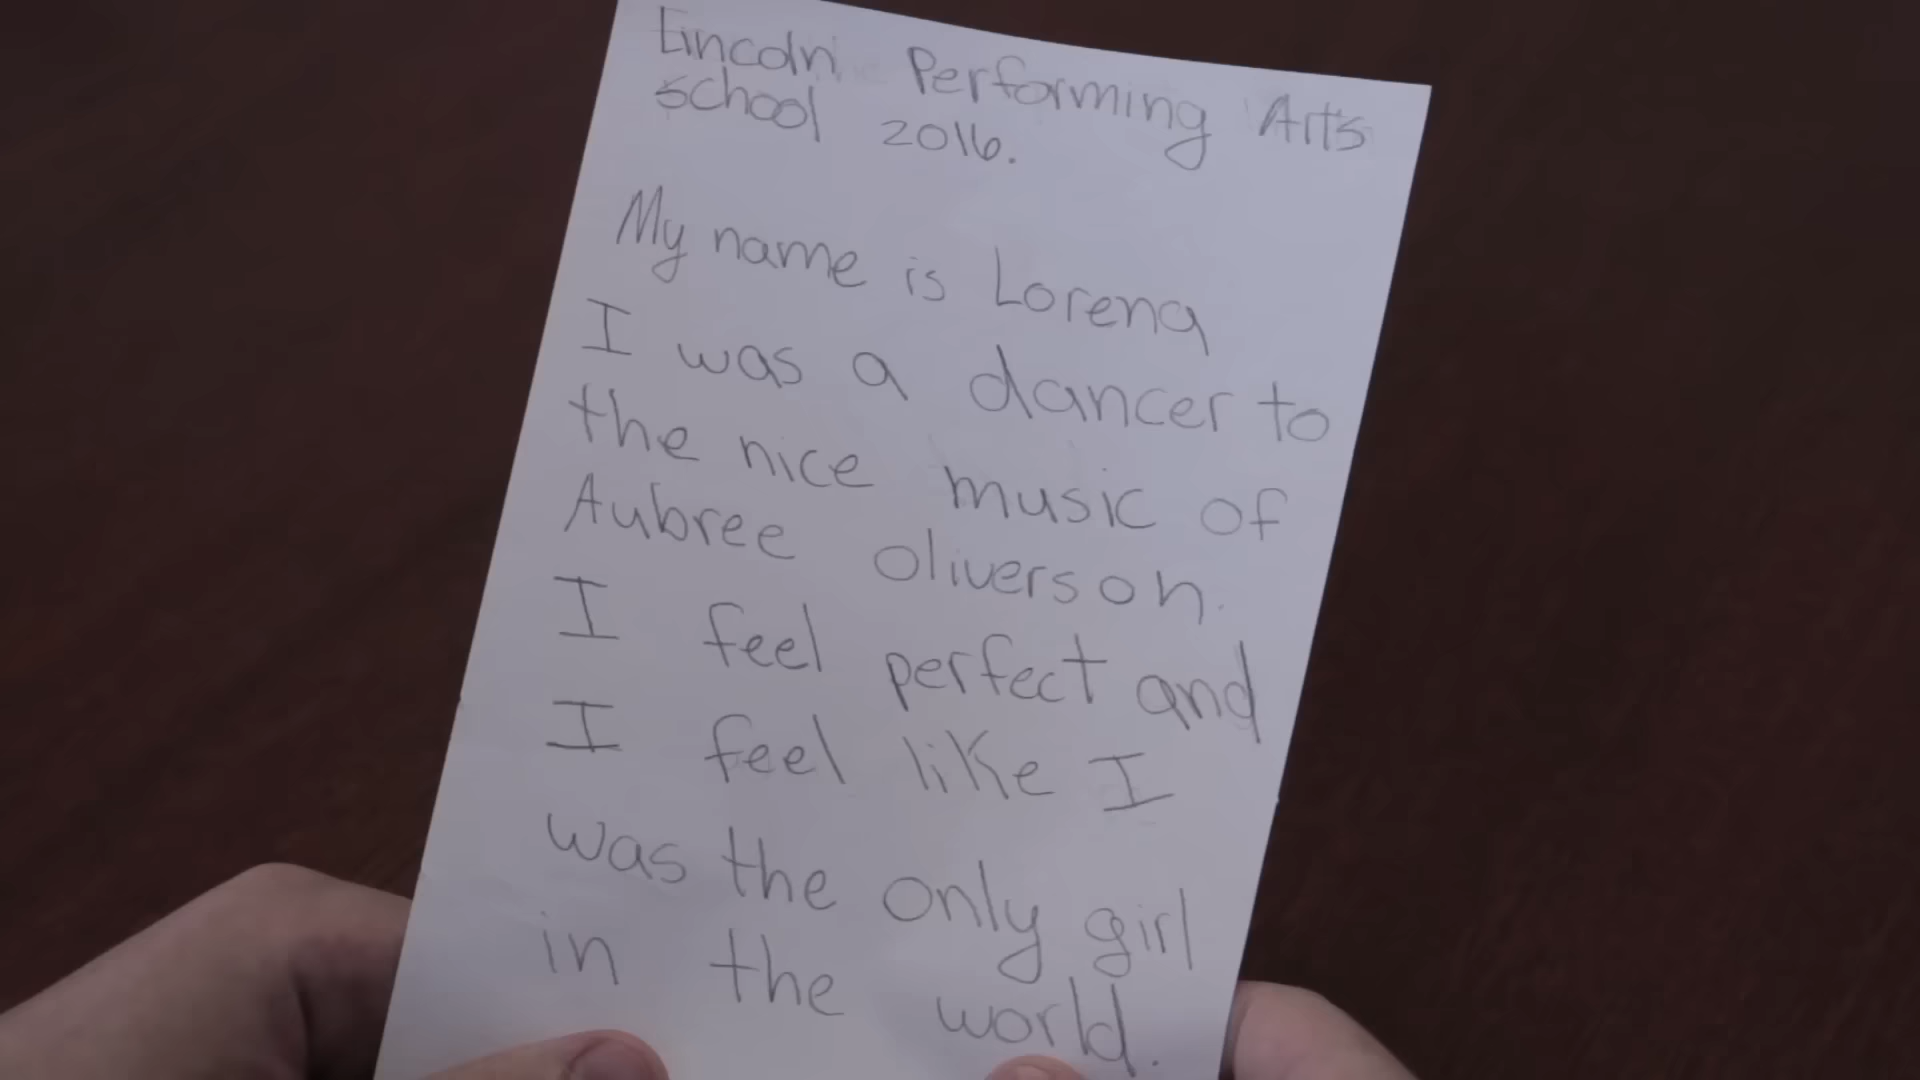 Lincoln Performing Arts
school 2016.
My name is Lorena
I was a dancer to
the nice music of
Aubree oliverson.
I feel perfect and
I feel like I
was the only girl
in the world.